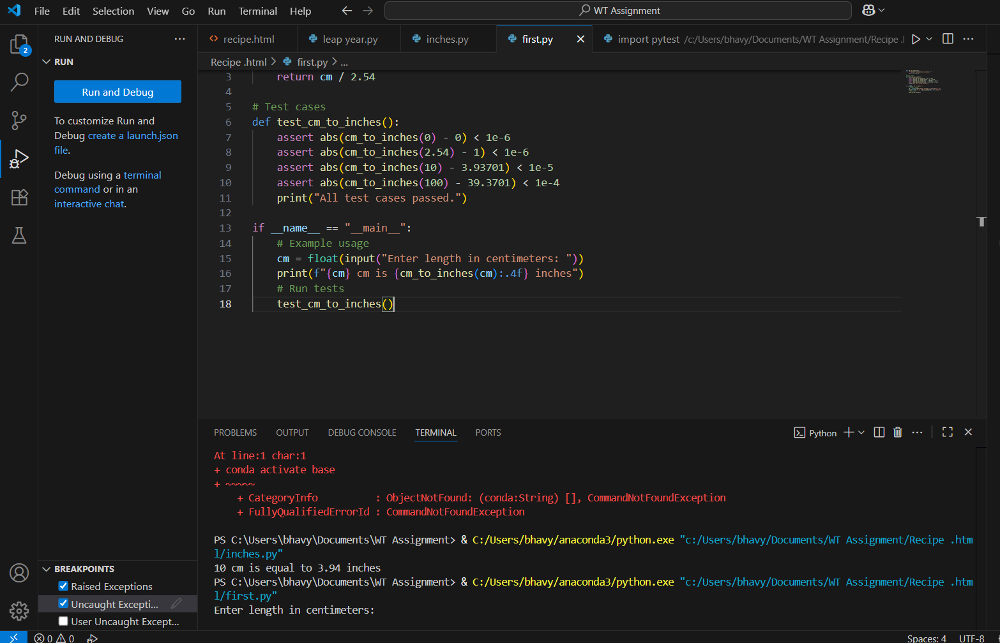 File Edit Selection View Go Run Terminal Help
WT Assignment
RUN AND DEBUG
recipe.html
leap year.py
inches.py
first.py
import pytest /c:/Users/bhavy/Documents/WT Assignment/Recipe .l
2
RUN
Recipe .html > first.py > ...
Run and Debug
To customize Run and
Debug create a launch.json
file.
Debug using a terminal
command or in an
interactive chat.
3 return cm / 2.54
4
5 # Test cases
6 def test_cm_to_inches():
7 assert abs(cm_to_inches(0) - 0) < 1e-6
8 assert abs(cm_to_inches(2.54) - 1) < 1e-6
9 assert abs(cm_to_inches(10) - 3.93701) < 1e-5
10 assert abs(cm_to_inches(100) - 39.3701) < 1e-4
11 print("All test cases passed.")
12
13 if __name__ == "__main__":
14 # Example usage
15 cm = float(input("Enter length in centimeters: "))
16 print(f"{cm} cm is {cm_to_inches(cm):.4f} inches")
17 # Run tests
18 test_cm_to_inches()
PROBLEMS OUTPUT DEBUG CONSOLE TERMINAL PORTS
Python
At line:1 char:1
+ conda activate base
+ ~~~~~
+ CategoryInfo : ObjectNotFound: (conda:String) [], CommandNotFoundException
+ FullyQualifiedErrorId : CommandNotFoundException
PS C:\Users\bhavy\Documents\WT Assignment> & C:/Users/bhavy/anaconda3/python.exe "c:/Users/bhavy/Documents/WT Assignment/Recipe .htm
l/inches.py"
10 cm is equal to 3.94 inches
PS C:\Users\bhavy\Documents\WT Assignment> & C:/Users/bhavy/anaconda3/python.exe "c:/Users/bhavy/Documents/WT Assignment/Recipe .htm
l/first.py"
Enter length in centimeters:
BREAKPOINTS
Raised Exceptions
Uncaught Excepti...
User Uncaught Except...
0 0
Spaces: 4 UTF-8